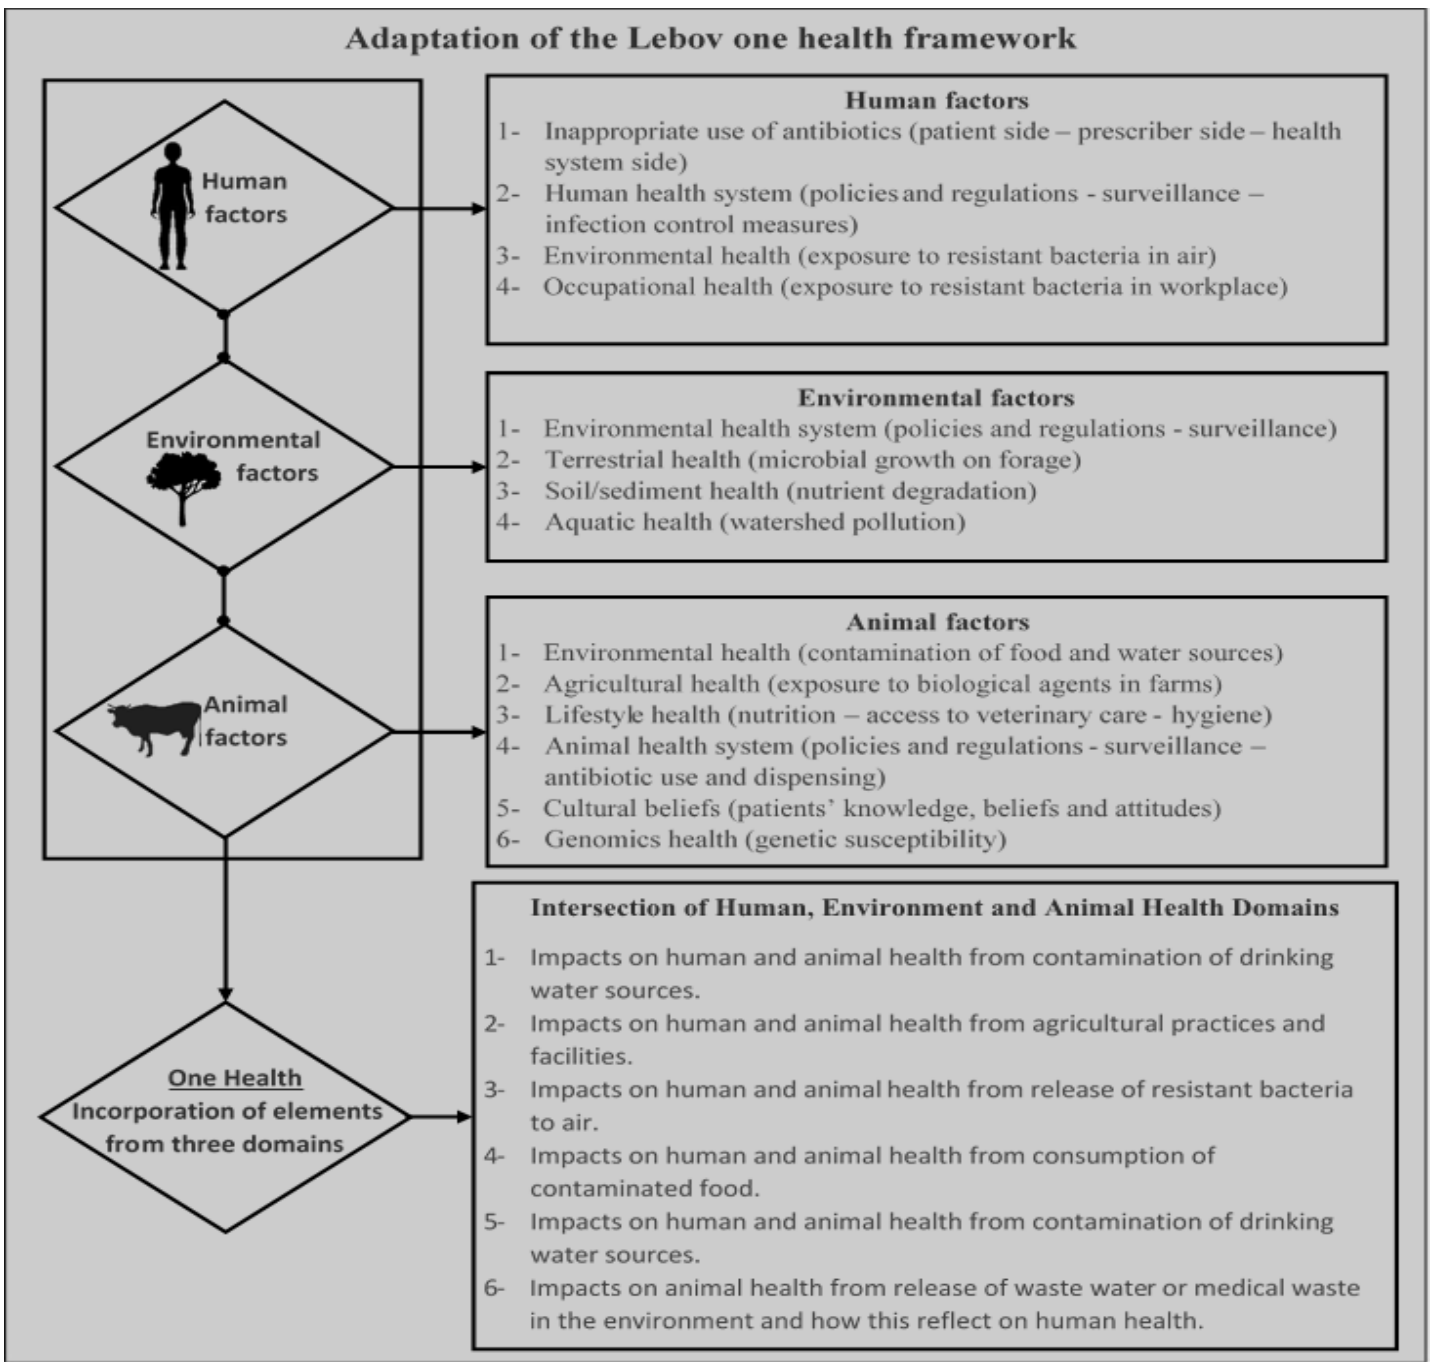 Adaptation of the Lebov one health framework
Human
factors
Human factors
1- Inappropriate use of antibiotics (patient side – prescriber side – health
system side)
2- Human health system (policies and regulations - surveillance –
infection control measures)
3- Environmental health (exposure to resistant bacteria in air)
4- Occupational health (exposure to resistant bacteria in workplace)
Environmental
factors
Environmental factors
1- Environmental health system (policies and regulations - surveillance)
2- Terrestrial health (microbial growth on forage)
3- Soil/sediment health (nutrient degradation)
4- Aquatic health (watershed pollution)
Animal
factors
Animal factors
1- Environmental health (contamination of food and water sources)
2- Agricultural health (exposure to biological agents in farms)
3- Lifestyle health (nutrition – access to veterinary care - hygiene)
4- Animal health system (policies and regulations - surveillance –
antibiotic use and dispensing)
5- Cultural beliefs (patients’ knowledge, beliefs and attitudes)
6- Genomics health (genetic susceptibility)
One Health
Incorporation of elements
from three domains
Intersection of Human, Environment and Animal Health Domains
1- Impacts on human and animal health from contamination of drinking
water sources.
2- Impacts on human and animal health from agricultural practices and
facilities.
3- Impacts on human and animal health from release of resistant bacteria
to air.
4- Impacts on human and animal health from consumption of
contaminated food.
5- Impacts on human and animal health from contamination of drinking
water sources.
6- Impacts on animal health from release of waste water or medical waste
in the environment and how this reflect on human health.